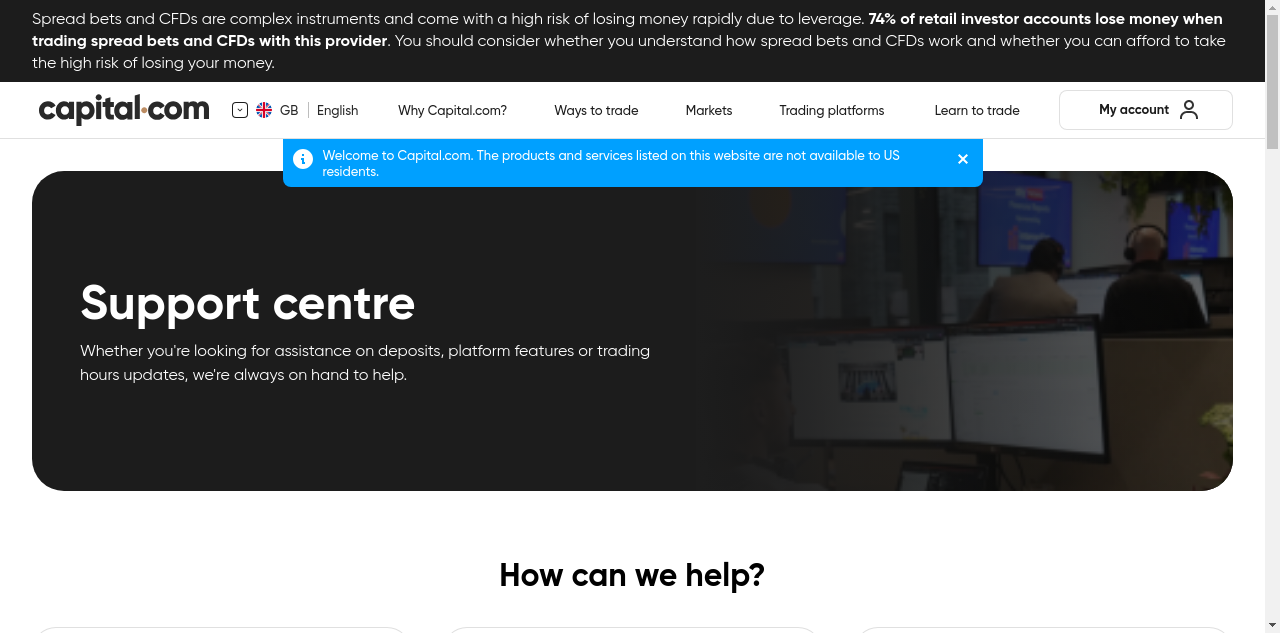 Spread bets and CFDs are complex instruments and come with a high risk of losing money rapidly due to leverage. 74% of retail investor accounts lose money when
trading spread bets and CFDs with this provider. You should consider whether you understand how spread bets and CFDs work and whether you can afford to take
the high risk of losing your money.
capital.com GB English Why Capital.com? Ways to trade Markets Trading platforms Learn to trade My account
Welcome to Capital.com. The products and services listed on this website are not available to US
residents.
Support centre
Whether you're looking for assistance on deposits, platform features or trading
hours updates, we're always on hand to help.
How can we help?